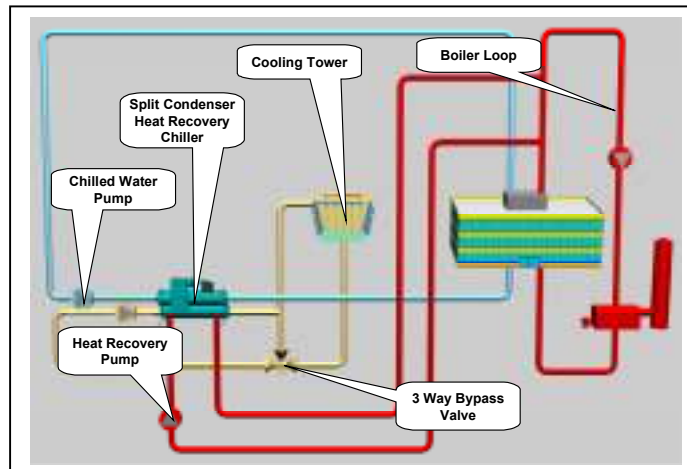 Boiler Loop
Cooling Tower
Split Condenser
Heat Recovery
Chiller
Chilled Water
Pump
Heat Recovery
Pump
3 Way Bypass
Valve